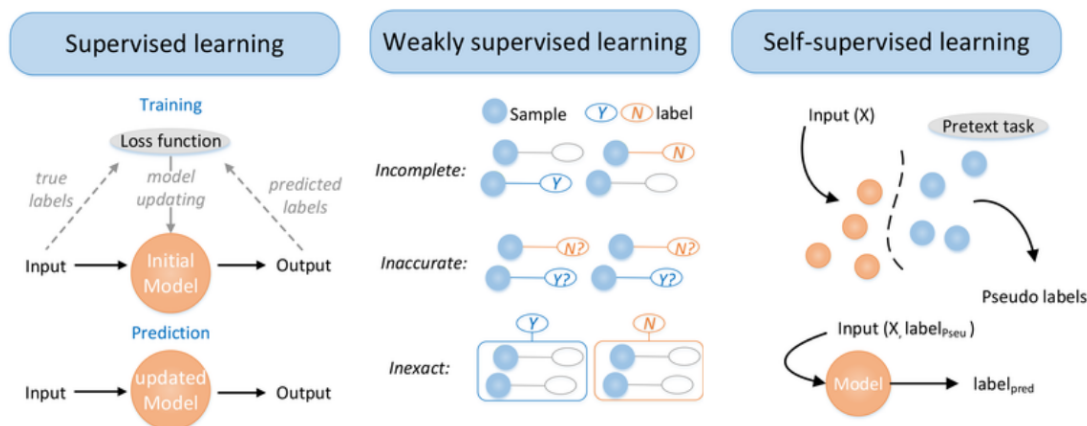 Supervised learning
Training
Loss function
true
labels
model
updating
predicted
labels
Input
Initial
Model
Output
Prediction
Input
updated
Model
Output
Weakly supervised learning
Sample Y N label
Incomplete:
N
Y
Inaccurate:
N? N?
Y? Y?
Y N
Inexact:
Self-supervised learning
Input (X)
Pretext task
Pseudo labels
Input (X, labelPseu )
Model
labelpred